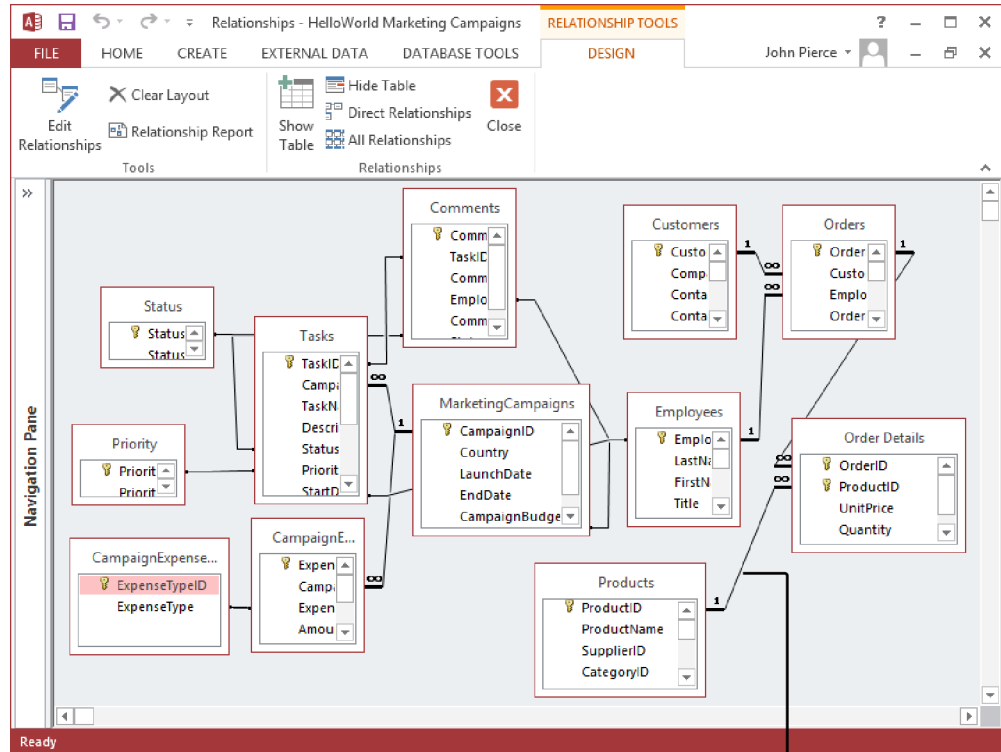 Relationships - HelloWorld Marketing Campaigns
RELATIONSHIP TOOLS
?
FILE
HOME
CREATE
EXTERNAL DATA
DATABASE TOOLS
DESIGN
John Pierce
Edit
Relationships
Clear Layout
Relationship Report
Tools
Show
Table
Hide Table
Direct Relationships
All Relationships
Close
Relationships
Navigation Pane
Comments
Comm
TaskID
Comm
Emplo
Comm
Customers
Custo
Comp
Conta
Conta
1
∞
∞
Orders
Order
Custo
Emplo
Order
1
Status
Status
Status
Tasks
TaskID
Campa
TaskN
Descri
Status
Priorit
StartD
∞
1
MarketingCampaigns
CampaignID
Country
LaunchDate
EndDate
CampaignBudge
Employees
Emplo
LastNa
FirstN
Title
1
Order Details
OrderID
ProductID
UnitPrice
Quantity
∞
∞
Priority
Priorit
Priorit
CampaignExpense...
ExpenseTypeID
ExpenseType
CampaignE...
Expen
Campa
Expen
Amou
∞
Products
ProductID
ProductName
SupplierID
CategoryID
1
Ready